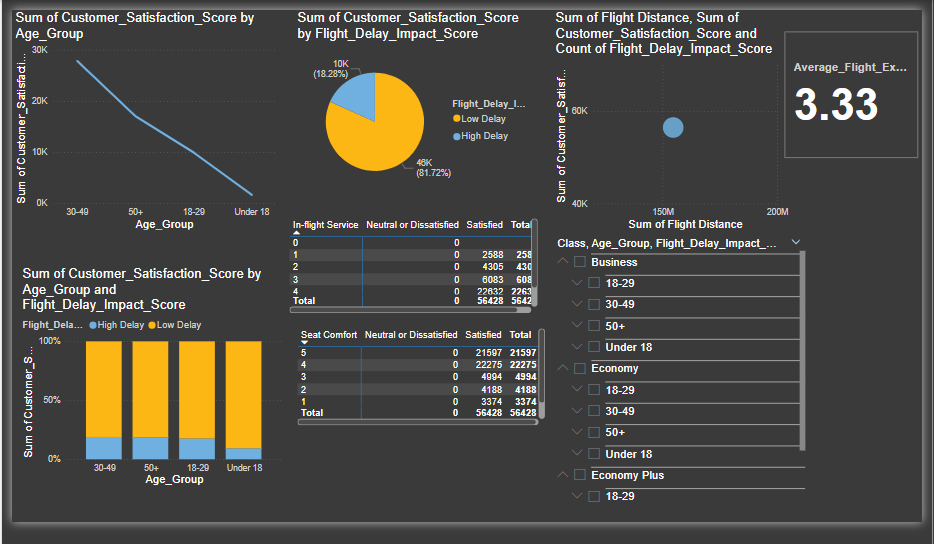 Sum of Customer_Satisfaction_Score by
Age_Group
Sum of Customer_Satisfacti...
30K
20K
10K
0K
30-49 50+ 18-29 Under 18
Age_Group
Sum of Customer_Satisfaction_Score
by Flight_Delay_Impact_Score
10K
(18.28%)
46K
(81.72%)
Flight_Delay_I...
Low Delay
High Delay
Sum of Flight Distance, Sum of
Customer_Satisfaction_Score and
Count of Flight_Delay_Impact_Score
Sum of Customer_Satisf...
60K
40K
150M 200M
Sum of Flight Distance
Average_Flight_Ex...
3.33
Sum of Customer_Satisfaction_Score by
Age_Group and
Flight_Delay_Impact_Score
Flight_Dela... High Delay Low Delay
Sum of Customer_S...
100%
50%
0%
30-49 50+ 18-29 Under 18
Age_Group
In-flight Service Neutral or Dissatisfied Satisfied Total
0 0
1 0 2588 258
2 0 4305 430
3 0 6083 608
4 0 22632 2263
Total 0 56428 5642
Seat Comfort Neutral or Dissatisfied Satisfied Total
5 0 21597 21597
4 0 22275 22275
3 0 4994 4994
2 0 4188 4188
1 0 3374 3374
Total 0 56428 56428
Class, Age_Group, Flight_Delay_Impact_...
Business
18-29
30-49
50+
Under 18
Economy
18-29
30-49
50+
Under 18
Economy Plus
18-29